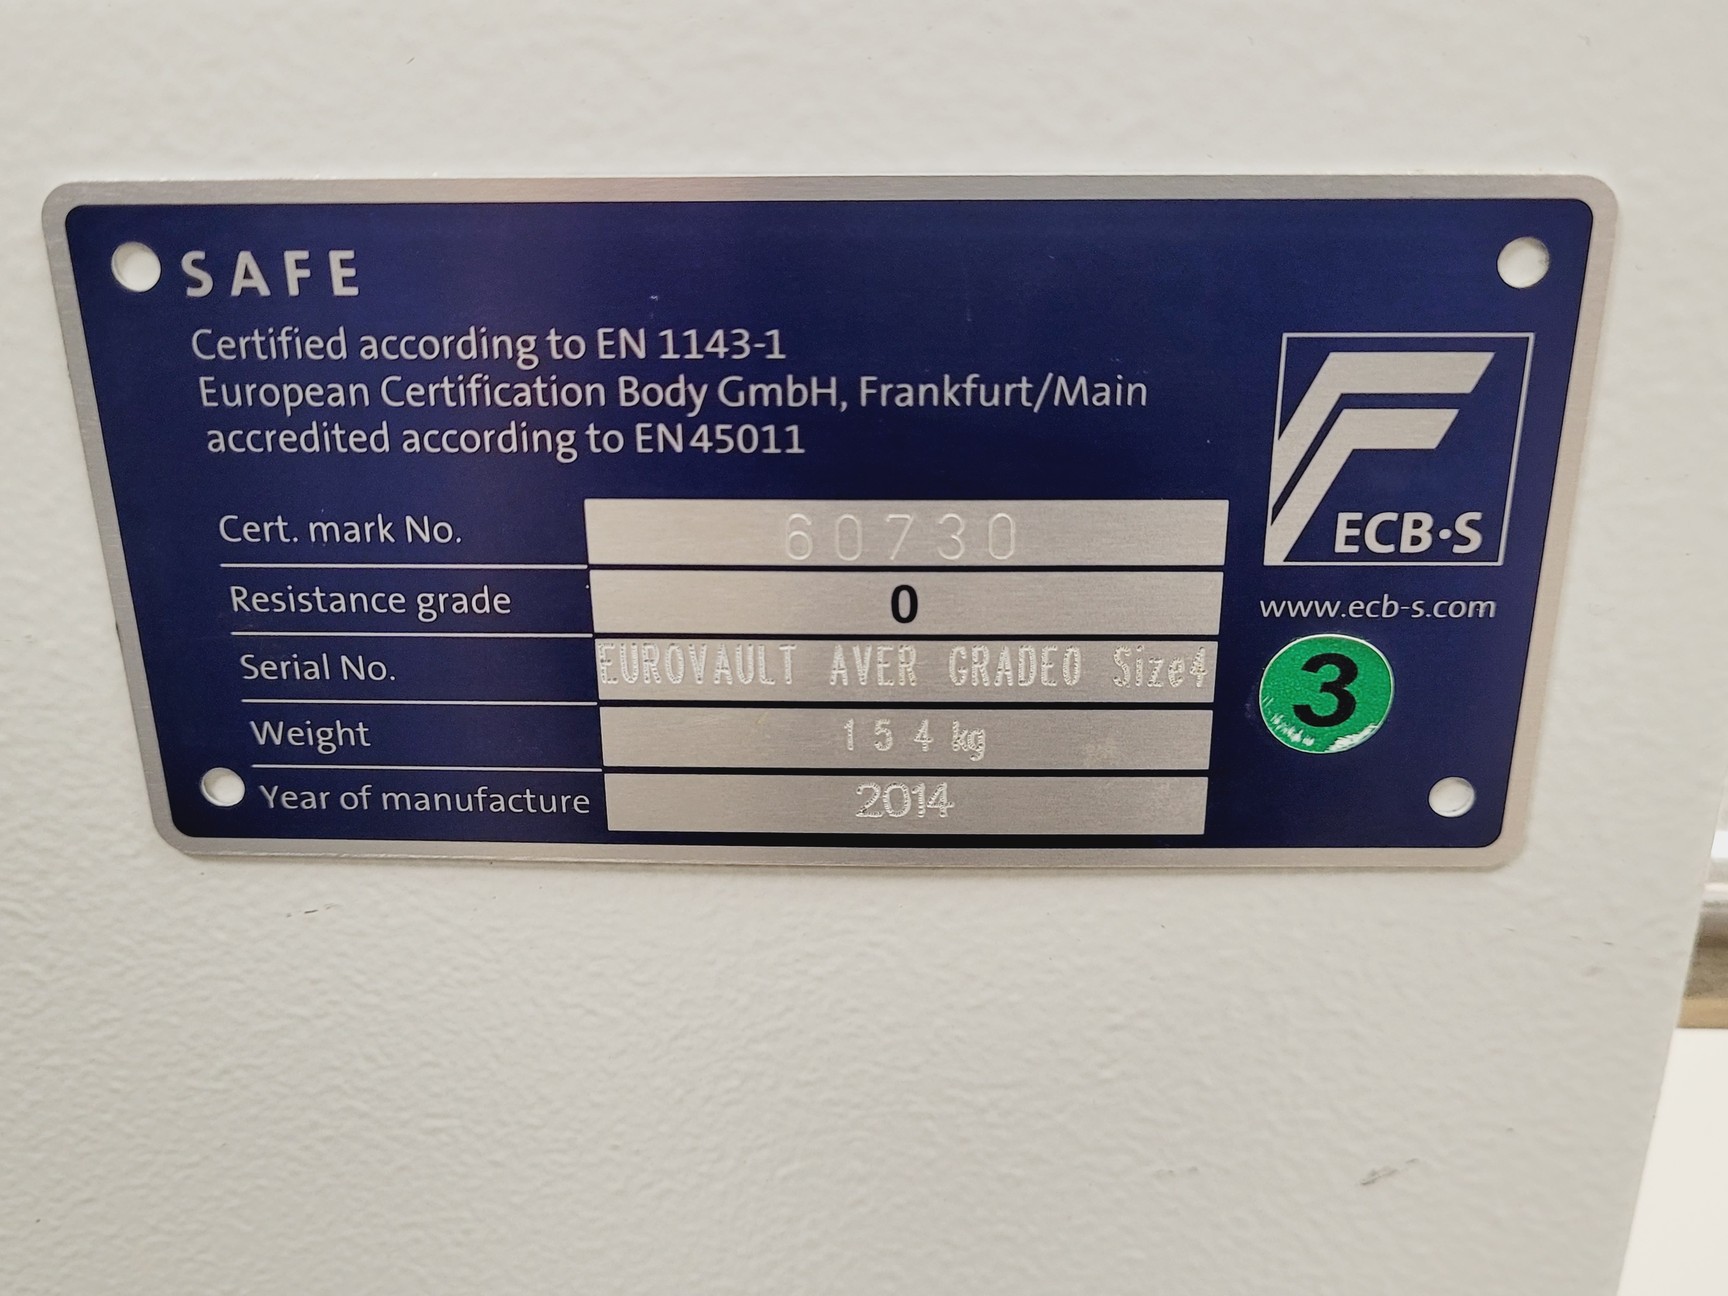 SAFE
Certified according to EN 1143-1
European Certification Body GmbH, Frankfurt/Main
accredited according to EN 45011
ECB·S
www.ecb-s.com
3
Cert. mark No. 60730
Resistance grade 0
Serial No. EUROVAULT AVER GRADE0 Size4
Weight 154 kg
Year of manufacture 2014